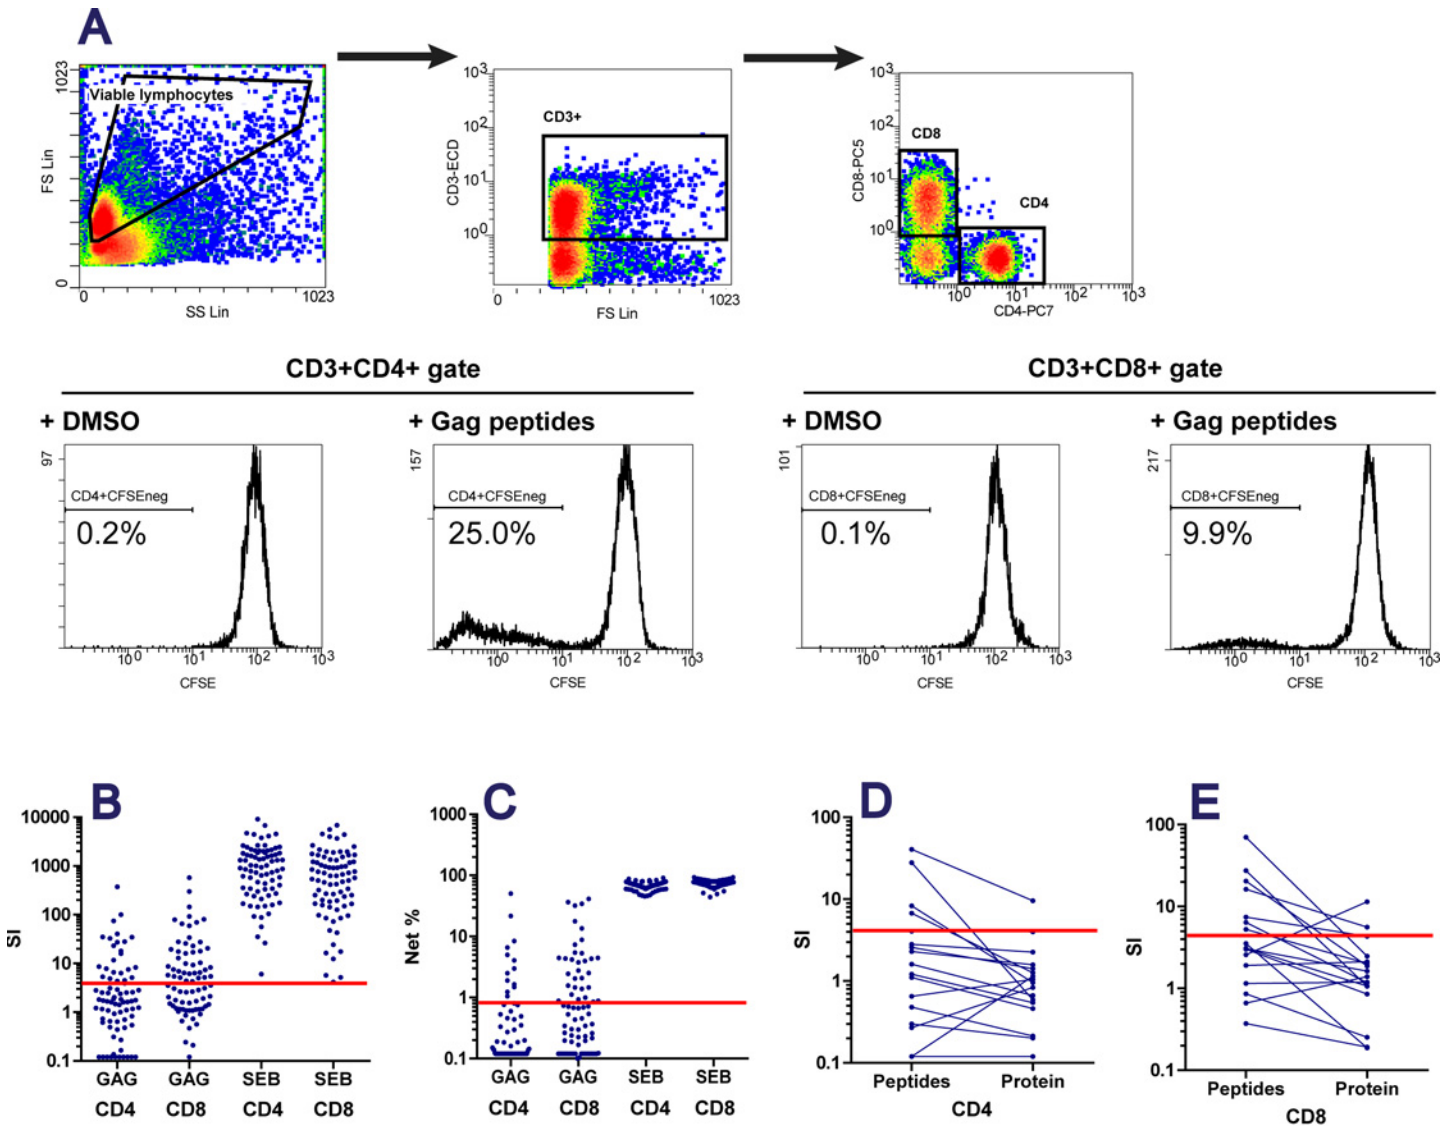 A
1023
Viable lymphocytes
FS Lin
0
0
1023
SS Lin
10³
CD3+
10²
CD3-ECD
10¹
10⁰
0
1023
FS Lin
10³
10²
CD8
CD8-PC5
10¹
CD4
10⁰
10⁰ 10¹ 10² 10³
CD4-PC7
CD3+CD4+ gate
CD3+CD8+ gate
+ DMSO
+ Gag peptides
+ DMSO
+ Gag peptides
97
CD4+CFSEneg
0.2%
10⁰ 10¹ 10² 10³
CFSE
157
CD4+CFSEneg
25.0%
10⁰ 10¹ 10² 10³
CFSE
101
CD8+CFSEneg
0.1%
10⁰ 10¹ 10² 10³
CFSE
217
CD8+CFSEneg
9.9%
10⁰ 10¹ 10² 10³
CFSE
B
10000
1000
100
SI
10
1
0.1
GAG GAG SEB SEB
CD4 CD8 CD4 CD8
C
1000
100
Net %
10
1
0.1
GAG GAG SEB SEB
CD4 CD8 CD4 CD8
D
100
10
SI
1
0.1
Peptides Protein
CD4
E
100
10
SI
1
0.1
Peptides Protein
CD8